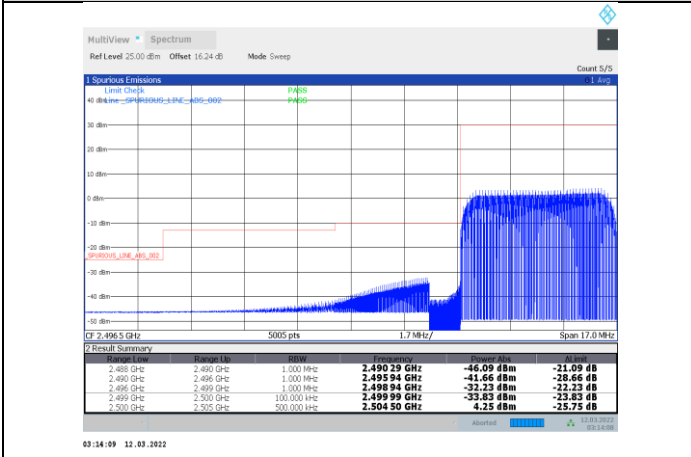 MultiView Spectrum
Ref Level 25.00 dBm Offset 16.24 dB Mode Sweep
Count 5/5
1 Spurious Emissions 1 Avg
Limit Check PASS
Line _SPURIOUS_LINE_ABS_002 PASS
40 dBm
30 dBm
20 dBm
10 dBm
0 dBm
-10 dBm
-20 dBm
_SPURIOUS_LINE_ABS_002
-30 dBm
-40 dBm
-50 dBm
CF 2.4965 GHz 5005 pts 1.7 MHz/ Span 17.0 MHz
2 Result Summary
Range Low Range Up RBW Frequency Power Abs ΔLimit
2.488 GHz 2.490 GHz 1.000 MHz 2.490 29 GHz -46.09 dBm -21.09 dB
2.490 GHz 2.496 GHz 1.000 MHz 2.495 94 GHz -41.66 dBm -28.66 dB
2.496 GHz 2.499 GHz 1.000 MHz 2.498 94 GHz -32.23 dBm -22.23 dB
2.499 GHz 2.500 GHz 100.000 kHz 2.499 99 GHz -33.83 dBm -23.83 dB
2.500 GHz 2.505 GHz 500.000 kHz 2.504 50 GHz 4.25 dBm -25.75 dB
Aborted 12.03.2022
03:14:08
03:14:09 12.03.2022